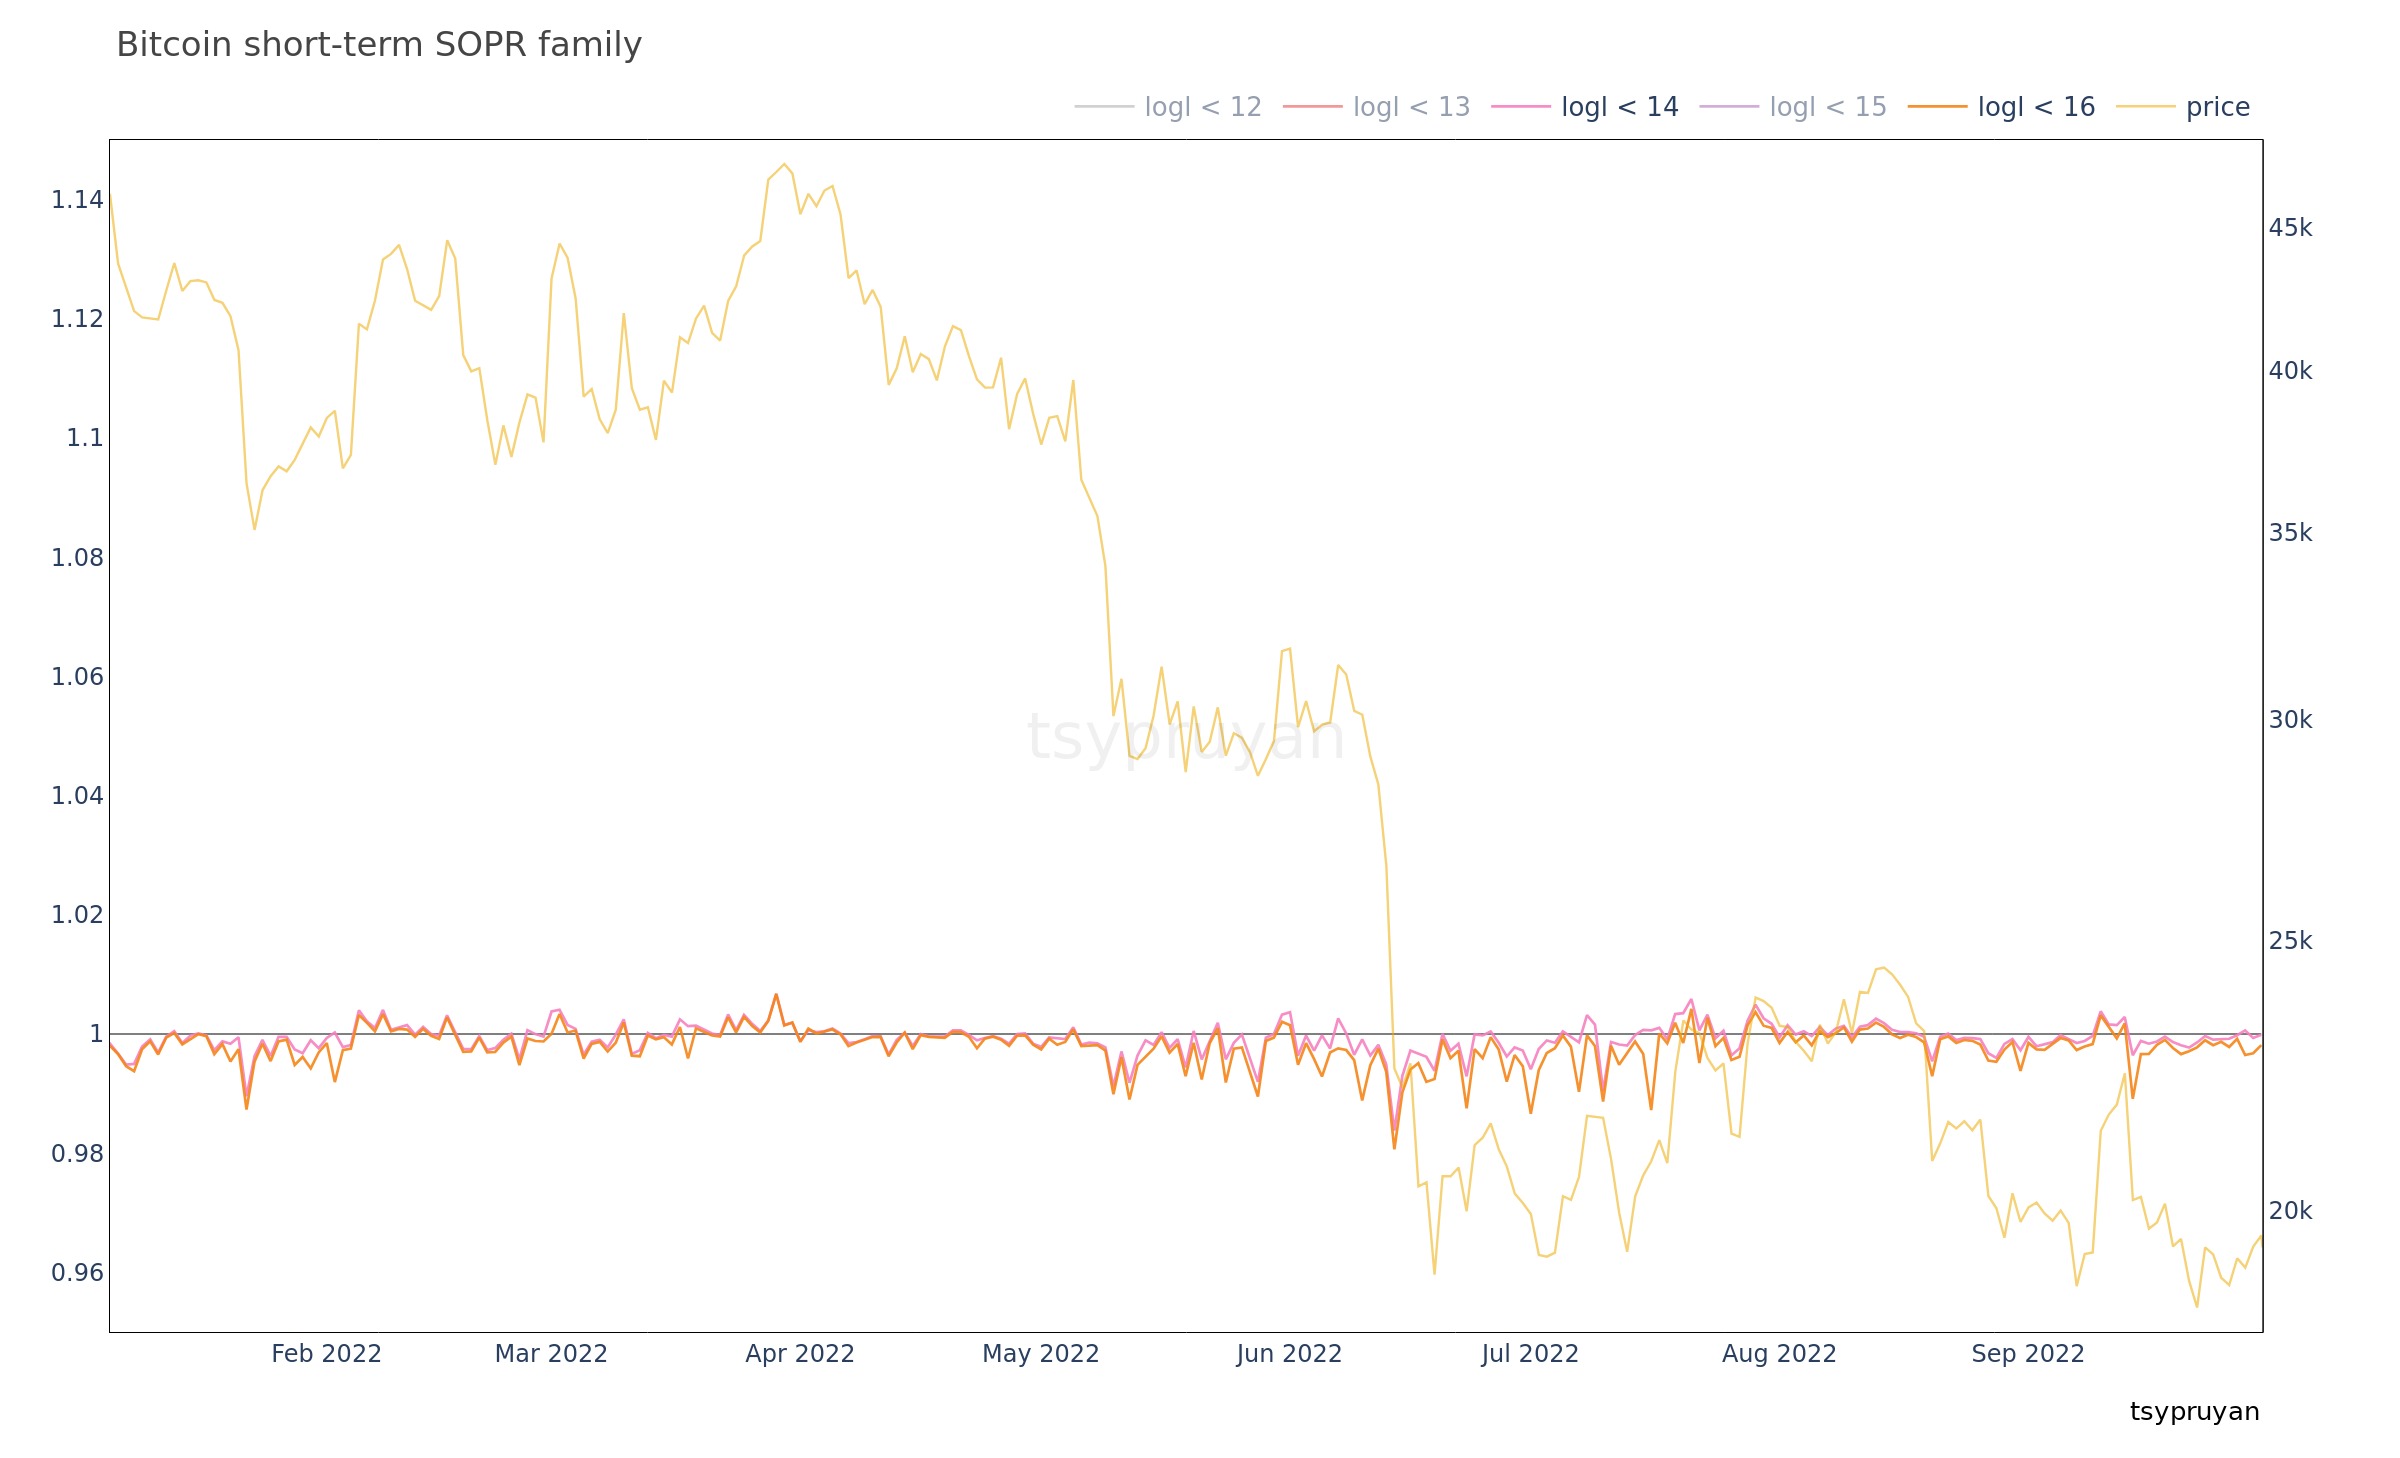 Bitcoin short-term SOPR family
logl < 12 logl < 13 logl < 14 logl < 15 logl < 16 price
1.14
1.12
1.1
1.08
1.06
1.04
1.02
1
0.98
0.96
45k
40k
35k
30k
25k
20k
tsypruyan
Feb 2022 Mar 2022 Apr 2022 May 2022 Jun 2022 Jul 2022 Aug 2022 Sep 2022
tsypruyan